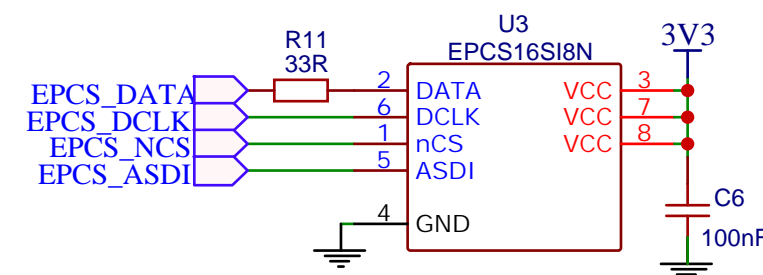 U3
EPCS16SI8N
3V3
R11
33R
EPCS_DATA 2 DATA VCC 3
EPCS_DCLK 6 DCLK VCC 7
EPCS_NCS 1 nCS VCC 8
EPCS_ASDI 5 ASDI
4 GND
C6
100nF